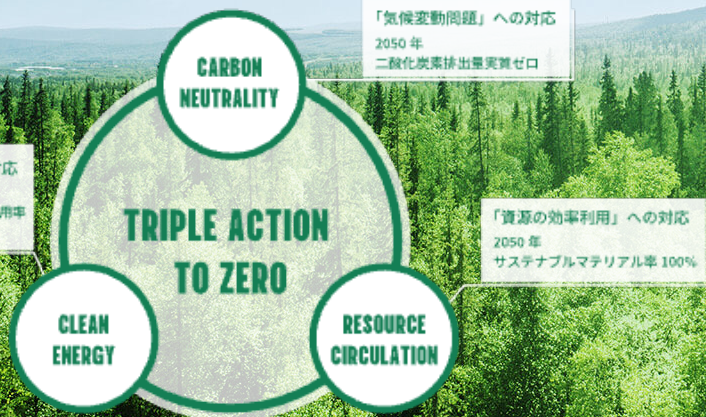 「気候変動問題」への対応
2050 年
二酸化炭素排出量実質ゼロ
CARBON
NEUTRALITY
応
用率
TRIPLE ACTION
TO ZERO
「資源の効率利用」への対応
2050 年
サステナブルマテリアル率 100%
CLEAN
ENERGY
RESOURCE
CIRCULATION